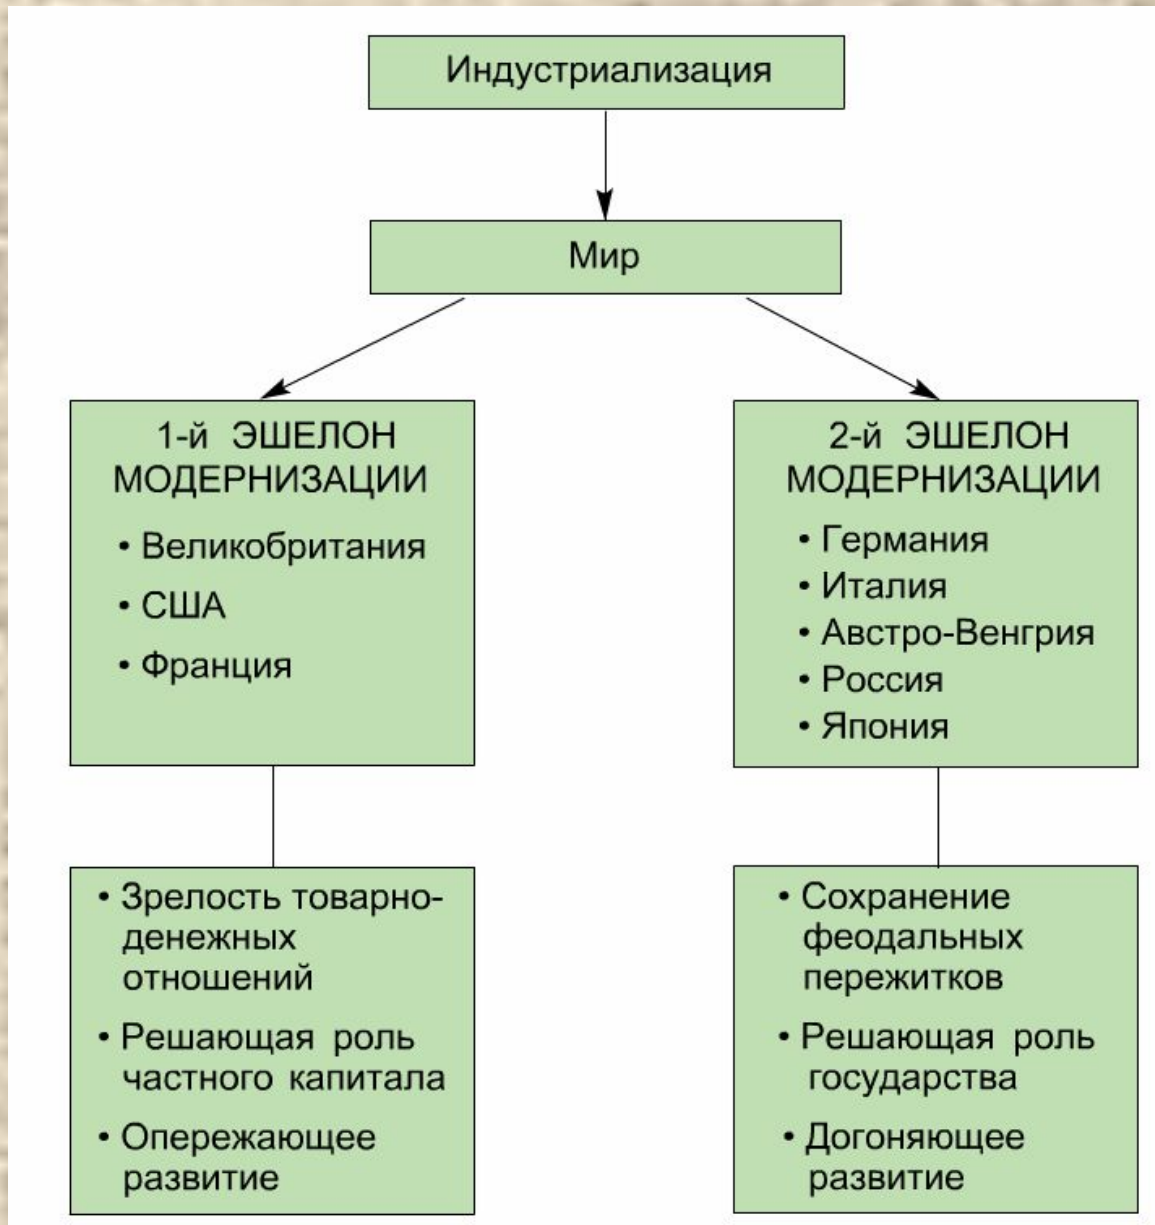 Индустриализация
Мир
1-й ЭШЕЛОН
МОДЕРНИЗАЦИИ
• Великобритания
• США
• Франция
2-й ЭШЕЛОН
МОДЕРНИЗАЦИИ
• Германия
• Италия
• Австро-Венгрия
• Россия
• Япония
• Зрелость товарно-
денежных
отношений
• Решающая роль
частного капитала
• Опережающее
развитие
• Сохранение
феодальных
пережитков
• Решающая роль
государства
• Догоняющее
развитие